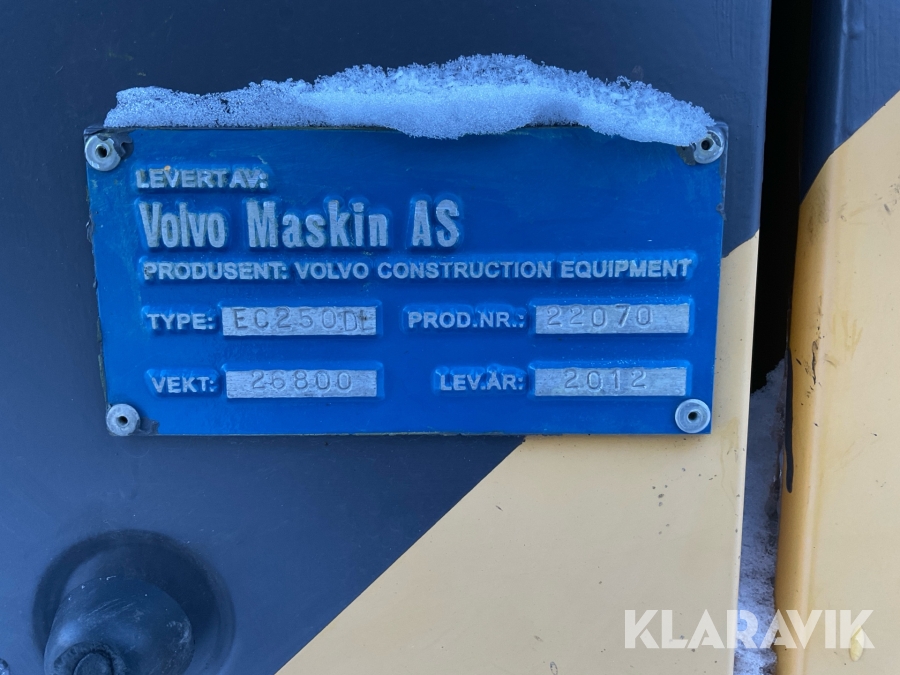 LEVERT AV:
Volvo Maskin AS
PRODUSENT: VOLVO CONSTRUCTION EQUIPMENT
TYPE: EC250DL PROD.NR.: 22070
VEKT: 26800 LEV.ÅR: 2012
KLARAVIK